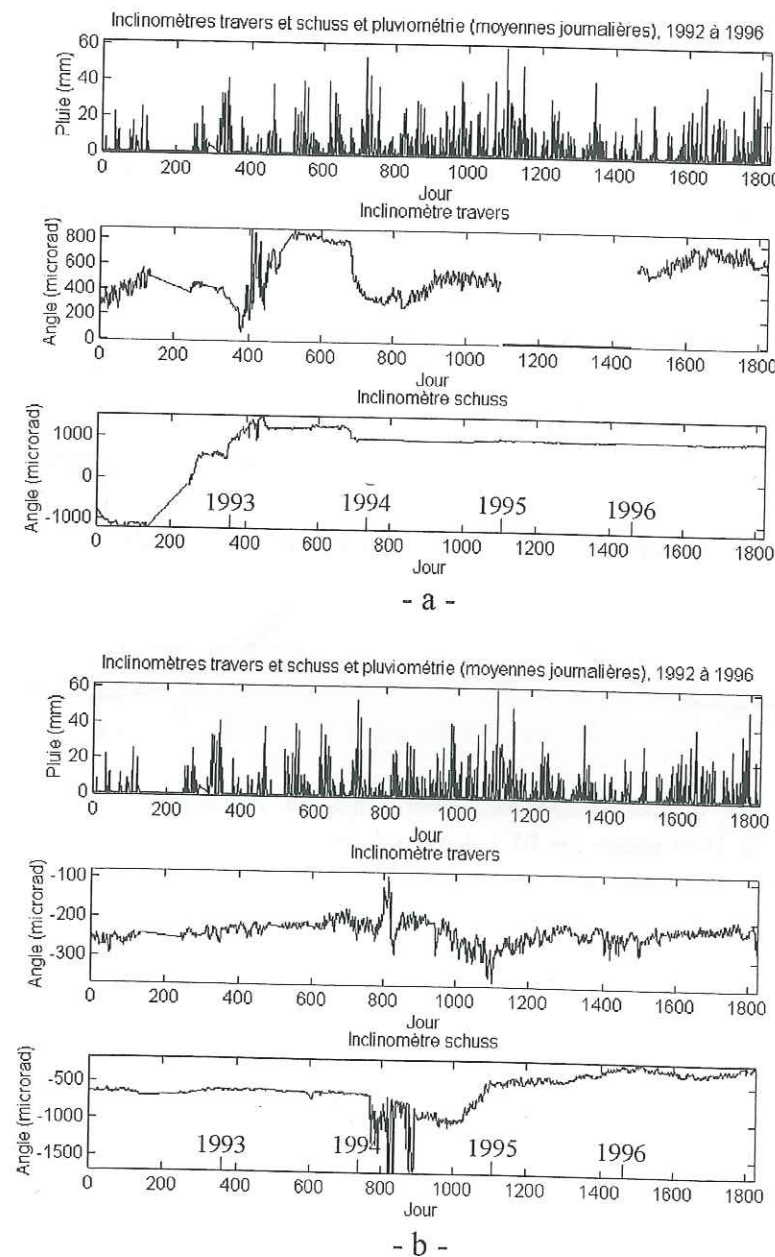 Inclinomètres travers et schuss et pluviométrie (moyennes journalières), 1992 à 1996
Pluie (mm)
60
40
20
0
0 200 400 600 800 1000 1200 1400 1600 1800
Jour
Inclinomètre travers
Angle (microrad)
800
600
400
200
0
0 200 400 600 800 1000 1200 1400 1600 1800
Jour
Inclinomètre schuss
Angle (microrad)
1000
0
-1000
1993 1994 1995 1996
0 200 400 600 800 1000 1200 1400 1600 1800
Jour
- a -
Inclinomètres travers et schuss et pluviométrie (moyennes journalières), 1992 à 1996
Pluie (mm)
60
40
20
0
0 200 400 600 800 1000 1200 1400 1600 1800
Jour
Inclinomètre travers
Angle (microrad)
-100
-200
-300
0 200 400 600 800 1000 1200 1400 1600 1800
Jour
Inclinomètre schuss
Angle (microrad)
-500
-1000
-1500
1993 1994 1995 1996
0 200 400 600 800 1000 1200 1400 1600 1800
Jour
- b -